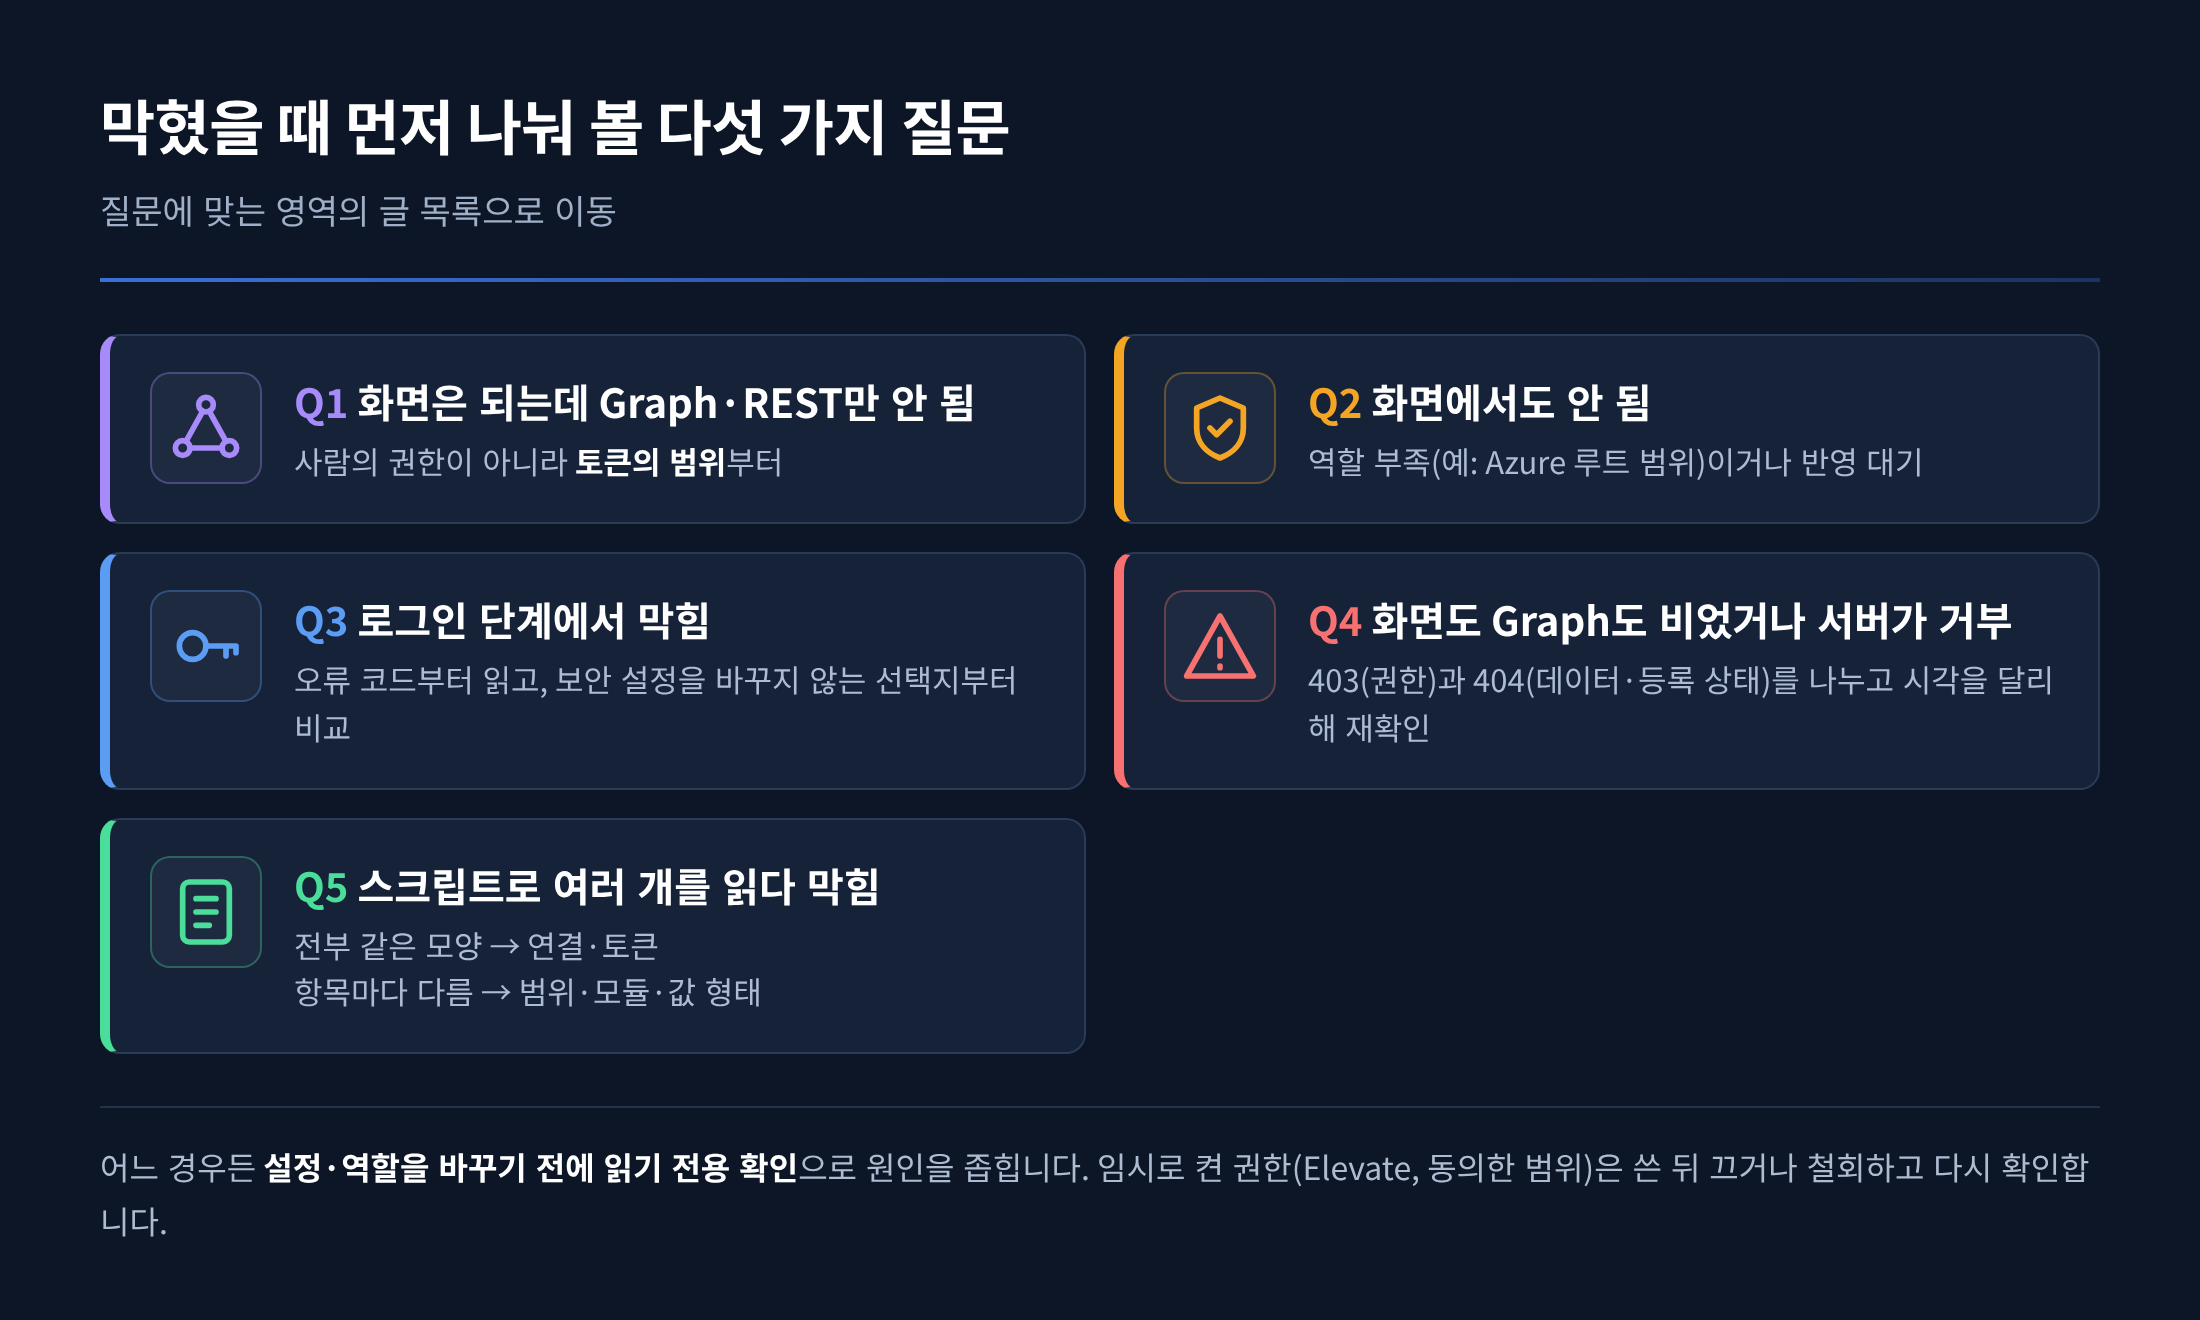 막혔을 때 먼저 나눠 볼 다섯 가지 질문
질문에 맞는 영역의 글 목록으로 이동
Q1 화면은 되는데 Graph·REST만 안 됨
사람의 권한이 아니라 토큰의 범위부터
Q2 화면에서도 안 됨
역할 부족(예: Azure 루트 범위)이거나 반영 대기
Q3 로그인 단계에서 막힘
오류 코드부터 읽고, 보안 설정을 바꾸지 않는 선택지부터
비교
Q4 화면도 Graph도 비었거나 서버가 거부
403(권한)과 404(데이터·등록 상태)를 나누고 시각을 달리
해 재확인
Q5 스크립트로 여러 개를 읽다 막힘
전부 같은 모양 → 연결·토큰
항목마다 다름 → 범위·모듈·값 형태
어느 경우든 설정·역할을 바꾸기 전에 읽기 전용 확인으로 원인을 좁힙니다. 임시로 켠 권한(Elevate, 동의한 범위)은 쓴 뒤 끄거나 철회하고 다시 확인합
니다.